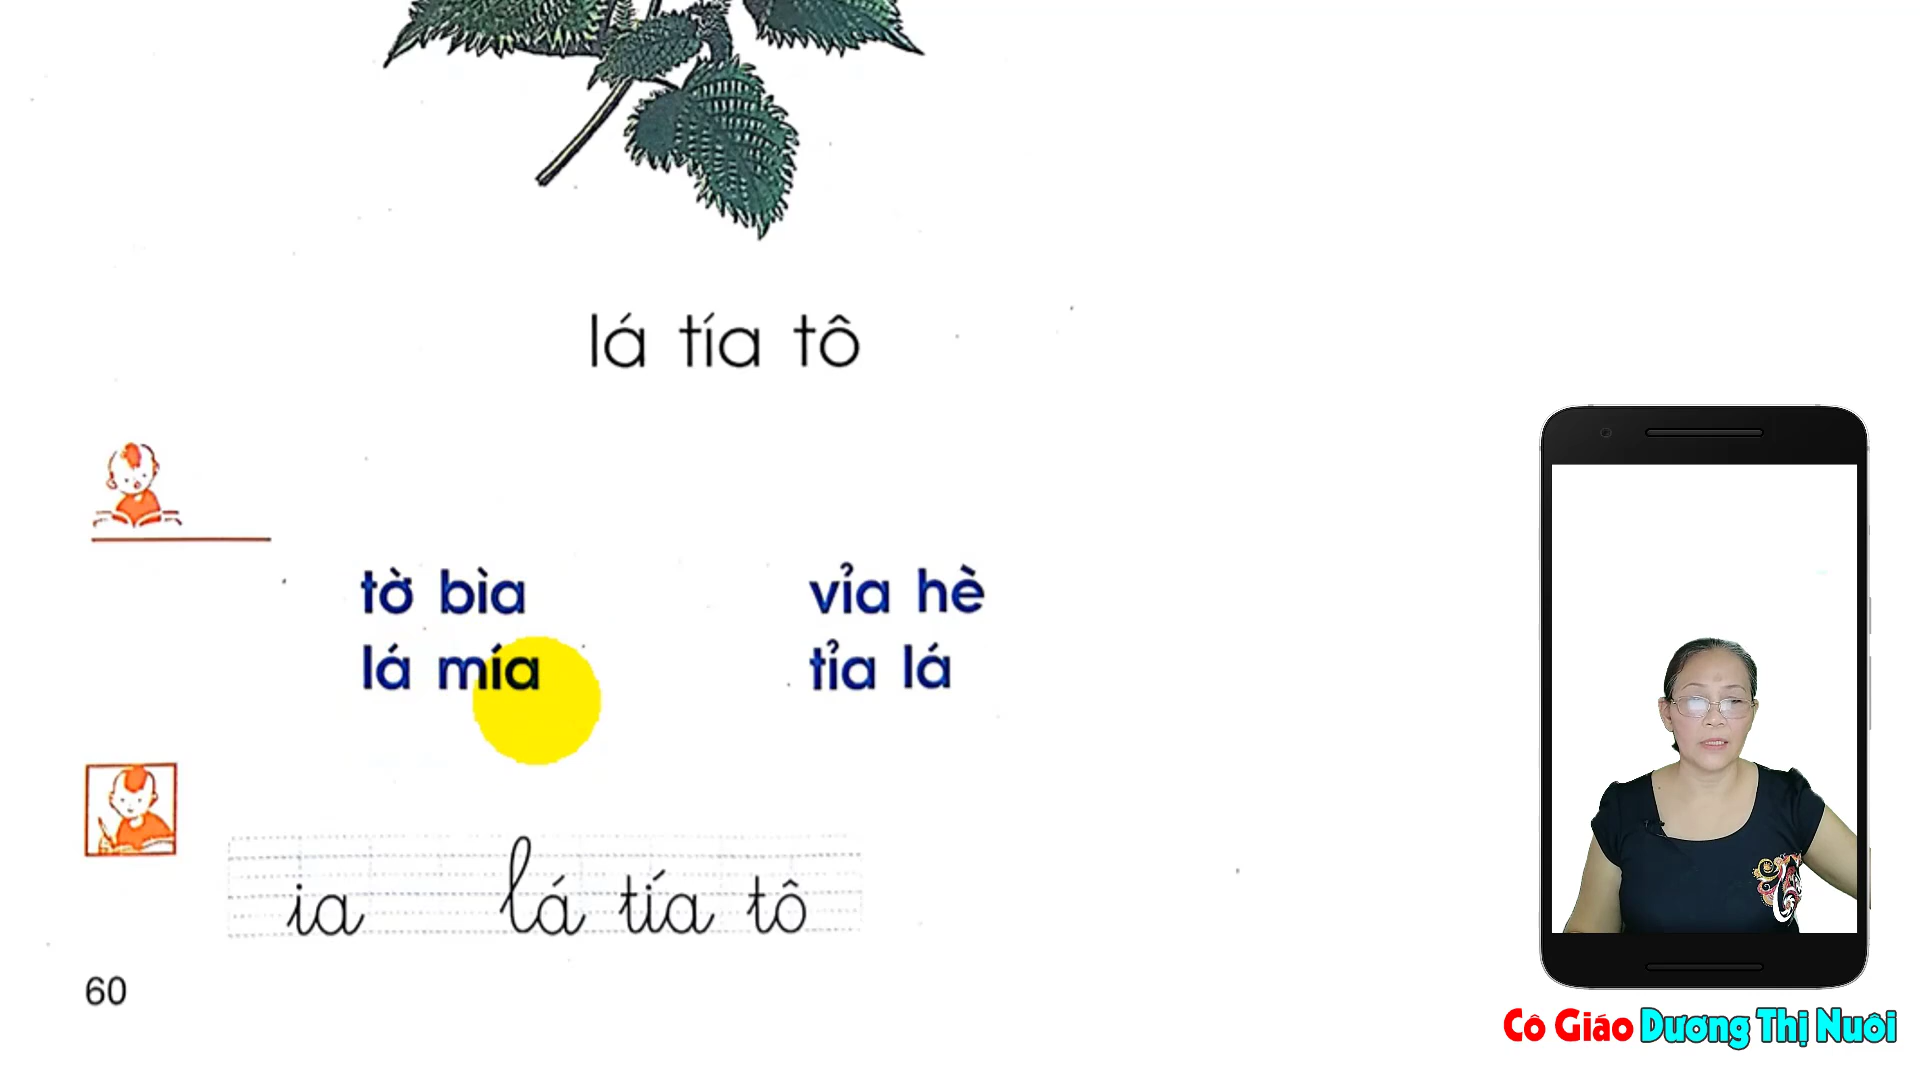 lá tía tô
tờ bìa vỉa hè
lá mía tỉa lá
ia lá tía tô
60
Cô Giáo Dương Thị Nuôi